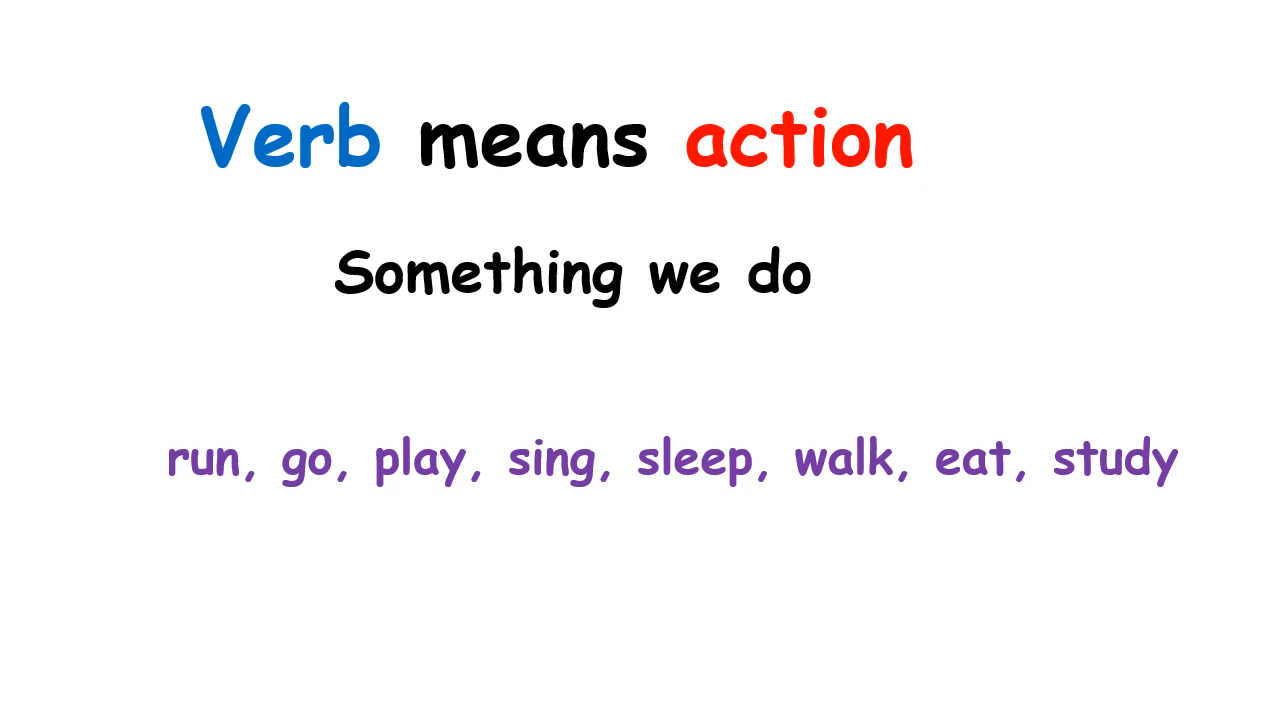 Verb means action
Something we do
run, go, play, sing, sleep, walk, eat, study